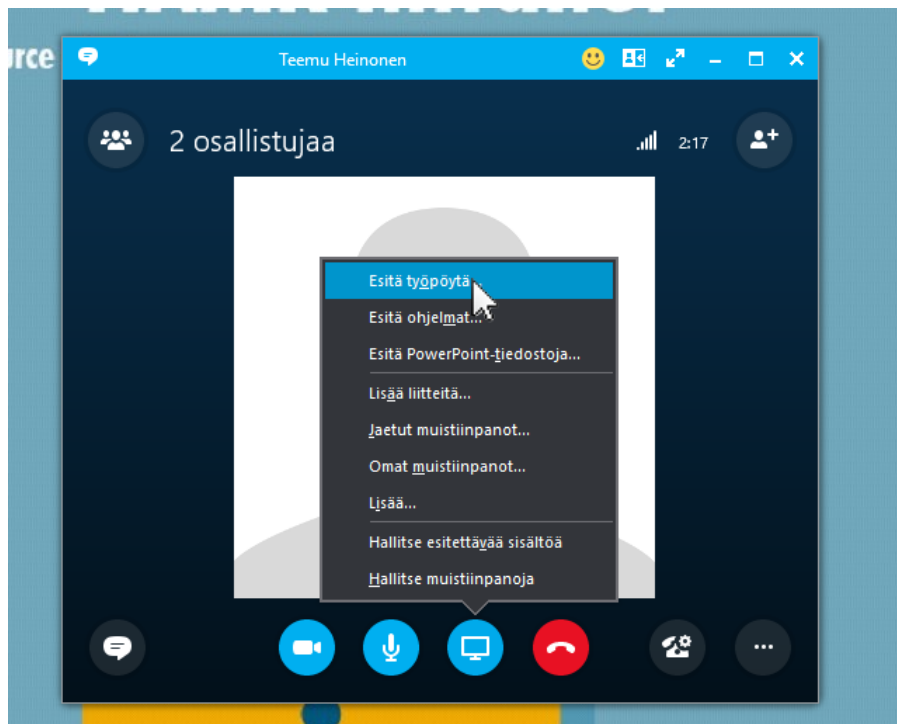 urce
Teemu Heinonen
2 osallistujaa
2:17
Esitä työpöytä...
Esitä ohjelmat...
Esitä PowerPoint-tiedostoja...
Lisää liitteitä...
Jaetut muistiinpanot...
Omat muistiinpanot...
Lisää...
Hallitse esitettävää sisältöä
Hallitse muistiinpanoja